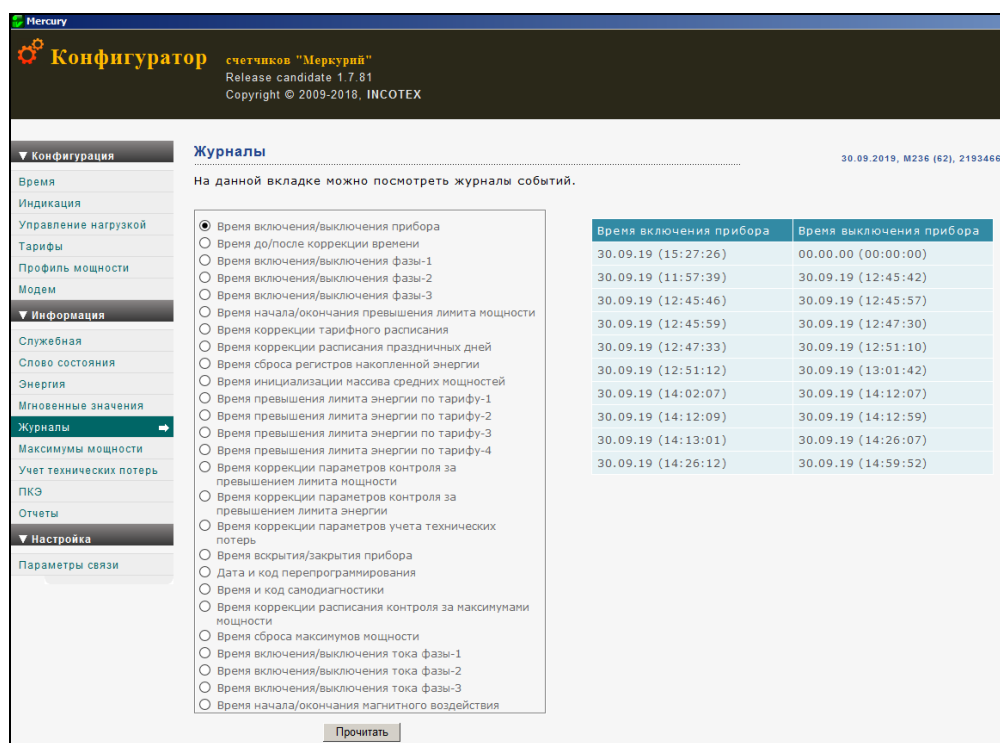 Mercury
Конфигуратор
счетчиков "Меркурий"
Release candidate 1.7.81
Copyright © 2009-2018, INCOTEX
▼ Конфигурация
Время
Индикация
Управление нагрузкой
Тарифы
Профиль мощности
Модем
▼ Информация
Служебная
Слово состояния
Энергия
Мгновенные значения
Журналы
Максимумы мощности
Учет технических потерь
ПКЭ
Отчеты
▼ Настройка
Параметры связи
Журналы
30.09.2019, M236 (62), 2193466
На данной вкладке можно посмотреть журналы событий.
Время включения/выключения прибора
Время до/после коррекции времени
Время включения/выключения фазы-1
Время включения/выключения фазы-2
Время включения/выключения фазы-3
Время начала/окончания превышения лимита мощности
Время коррекции тарифного расписания
Время коррекции расписания праздничных дней
Время сброса регистров накопленной энергии
Время инициализации массива средних мощностей
Время превышения лимита энергии по тарифу-1
Время превышения лимита энергии по тарифу-2
Время превышения лимита энергии по тарифу-3
Время превышения лимита энергии по тарифу-4
Время коррекции параметров контроля за
превышением лимита мощности
Время коррекции параметров контроля за
превышением лимита энергии
Время коррекции параметров учета технических
потерь
Время вскрытия/закрытия прибора
Дата и код перепрограммирования
Время и код самодиагностики
Время коррекции расписания контроля за максимумами
мощности
Время сброса максимумов мощности
Время включения/выключения тока фазы-1
Время включения/выключения тока фазы-2
Время включения/выключения тока фазы-3
Время начала/окончания магнитного воздействия
Прочитать
Время включения прибора Время выключения прибора
30.09.19 (15:27:26) 00.00.00 (00:00:00)
30.09.19 (11:57:39) 30.09.19 (12:45:42)
30.09.19 (12:45:46) 30.09.19 (12:45:57)
30.09.19 (12:45:59) 30.09.19 (12:47:30)
30.09.19 (12:47:33) 30.09.19 (12:51:10)
30.09.19 (12:51:12) 30.09.19 (13:01:42)
30.09.19 (14:02:07) 30.09.19 (14:12:07)
30.09.19 (14:12:09) 30.09.19 (14:12:59)
30.09.19 (14:13:01) 30.09.19 (14:26:07)
30.09.19 (14:26:12) 30.09.19 (14:59:52)